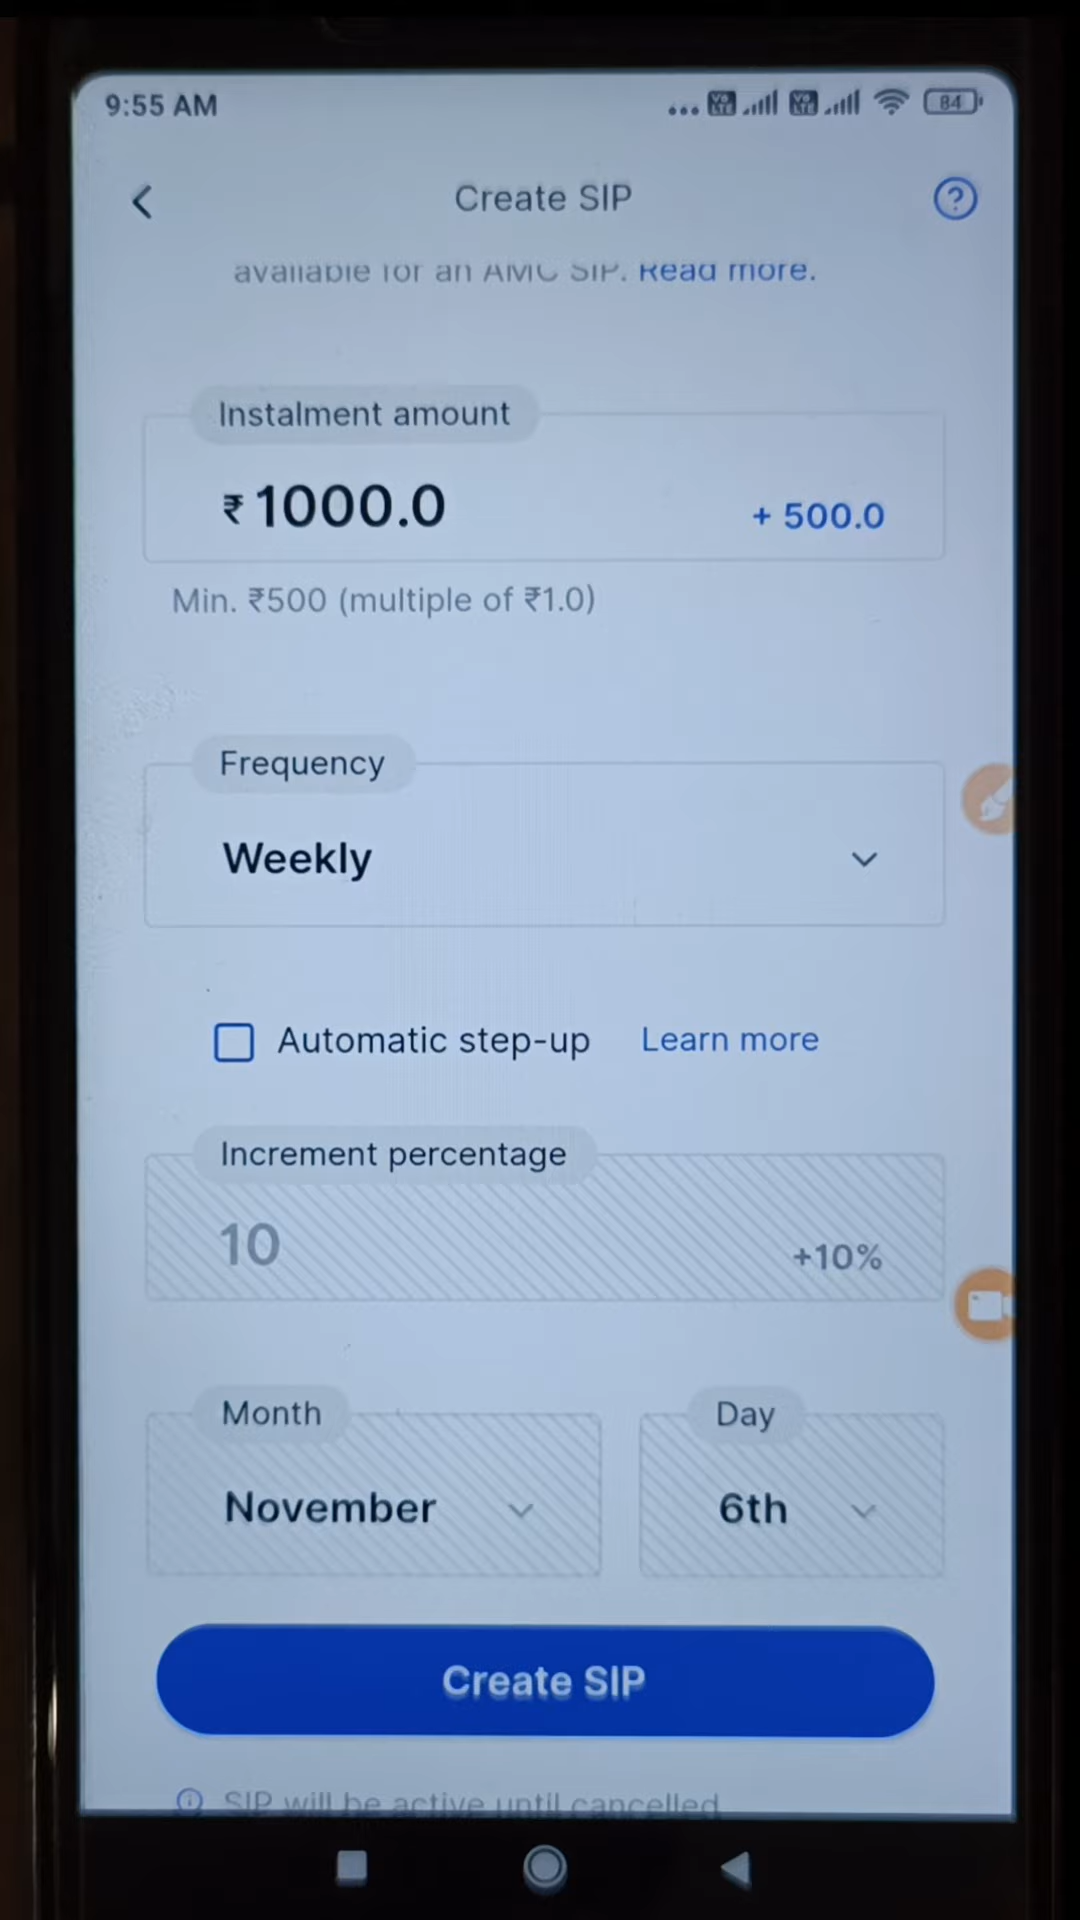 9:55 AM
84
Create SIP
available for an AMC SIP. Read more.
Instalment amount
₹ 1000.0
+ 500.0
Min. ₹500 (multiple of ₹1.0)
Frequency
Weekly
Automatic step-up Learn more
Increment percentage
10
+10%
Month
Day
November
6th
Create SIP
SIP will be active until cancelled